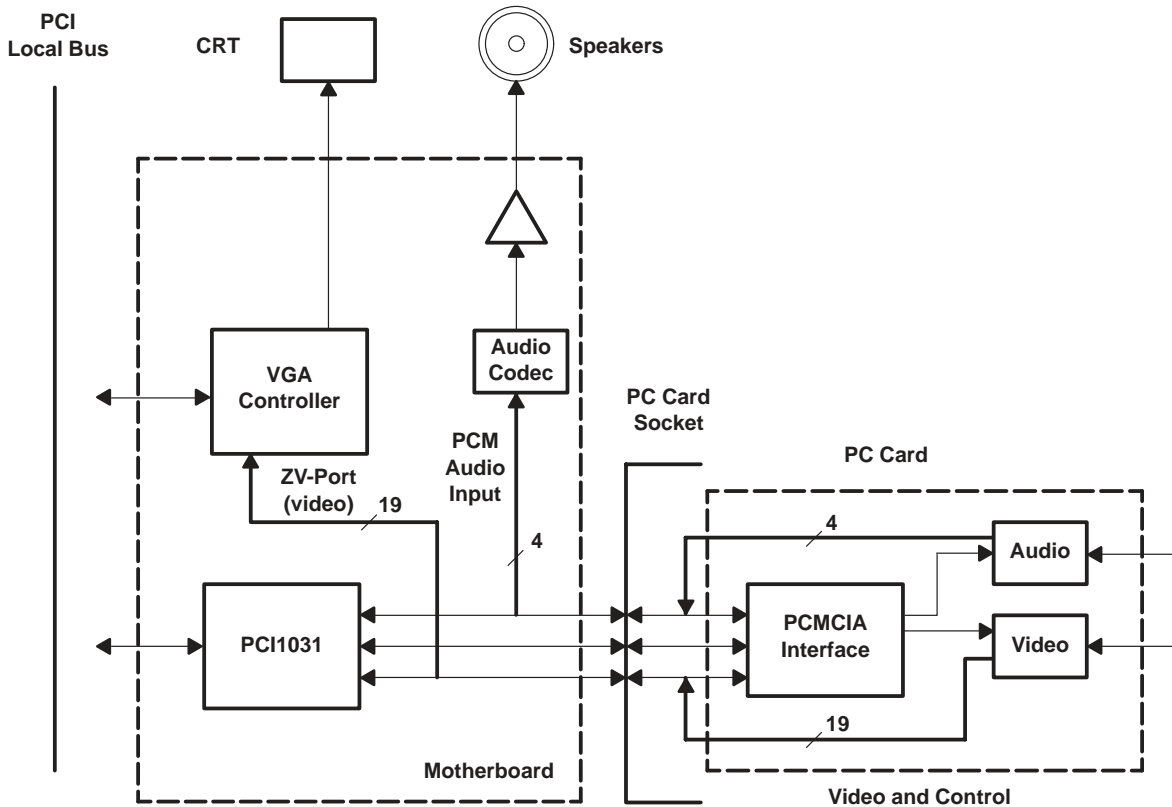 PCI
Local Bus
CRT
Speakers
VGA
Controller
Audio
Codec
PCM
Audio
Input
ZV-Port
(video)
19
4
PC Card
Socket
PC Card
4
Audio
PCI1031
PCMCIA
Interface
Video
19
Motherboard
Video and Control